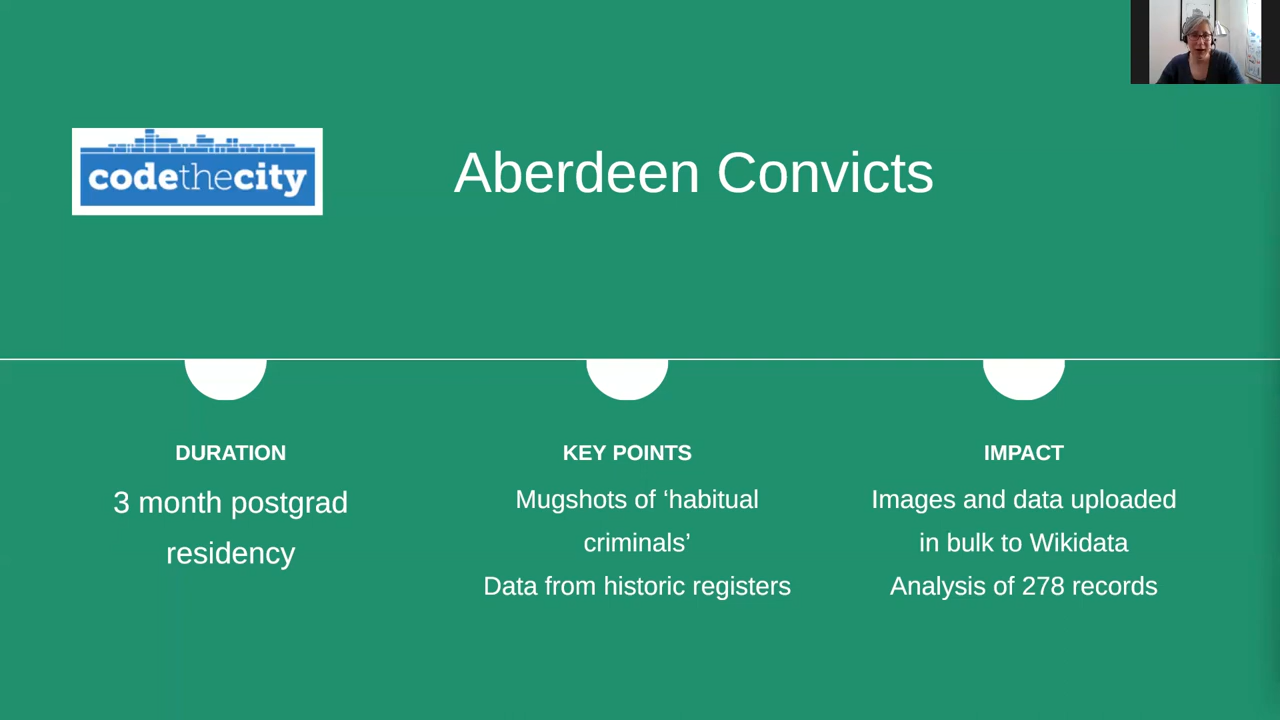 codethecity
Aberdeen Convicts
DURATION
3 month postgrad
residency
KEY POINTS
Mugshots of ‘habitual
criminals’
Data from historic registers
IMPACT
Images and data uploaded
in bulk to Wikidata
Analysis of 278 records